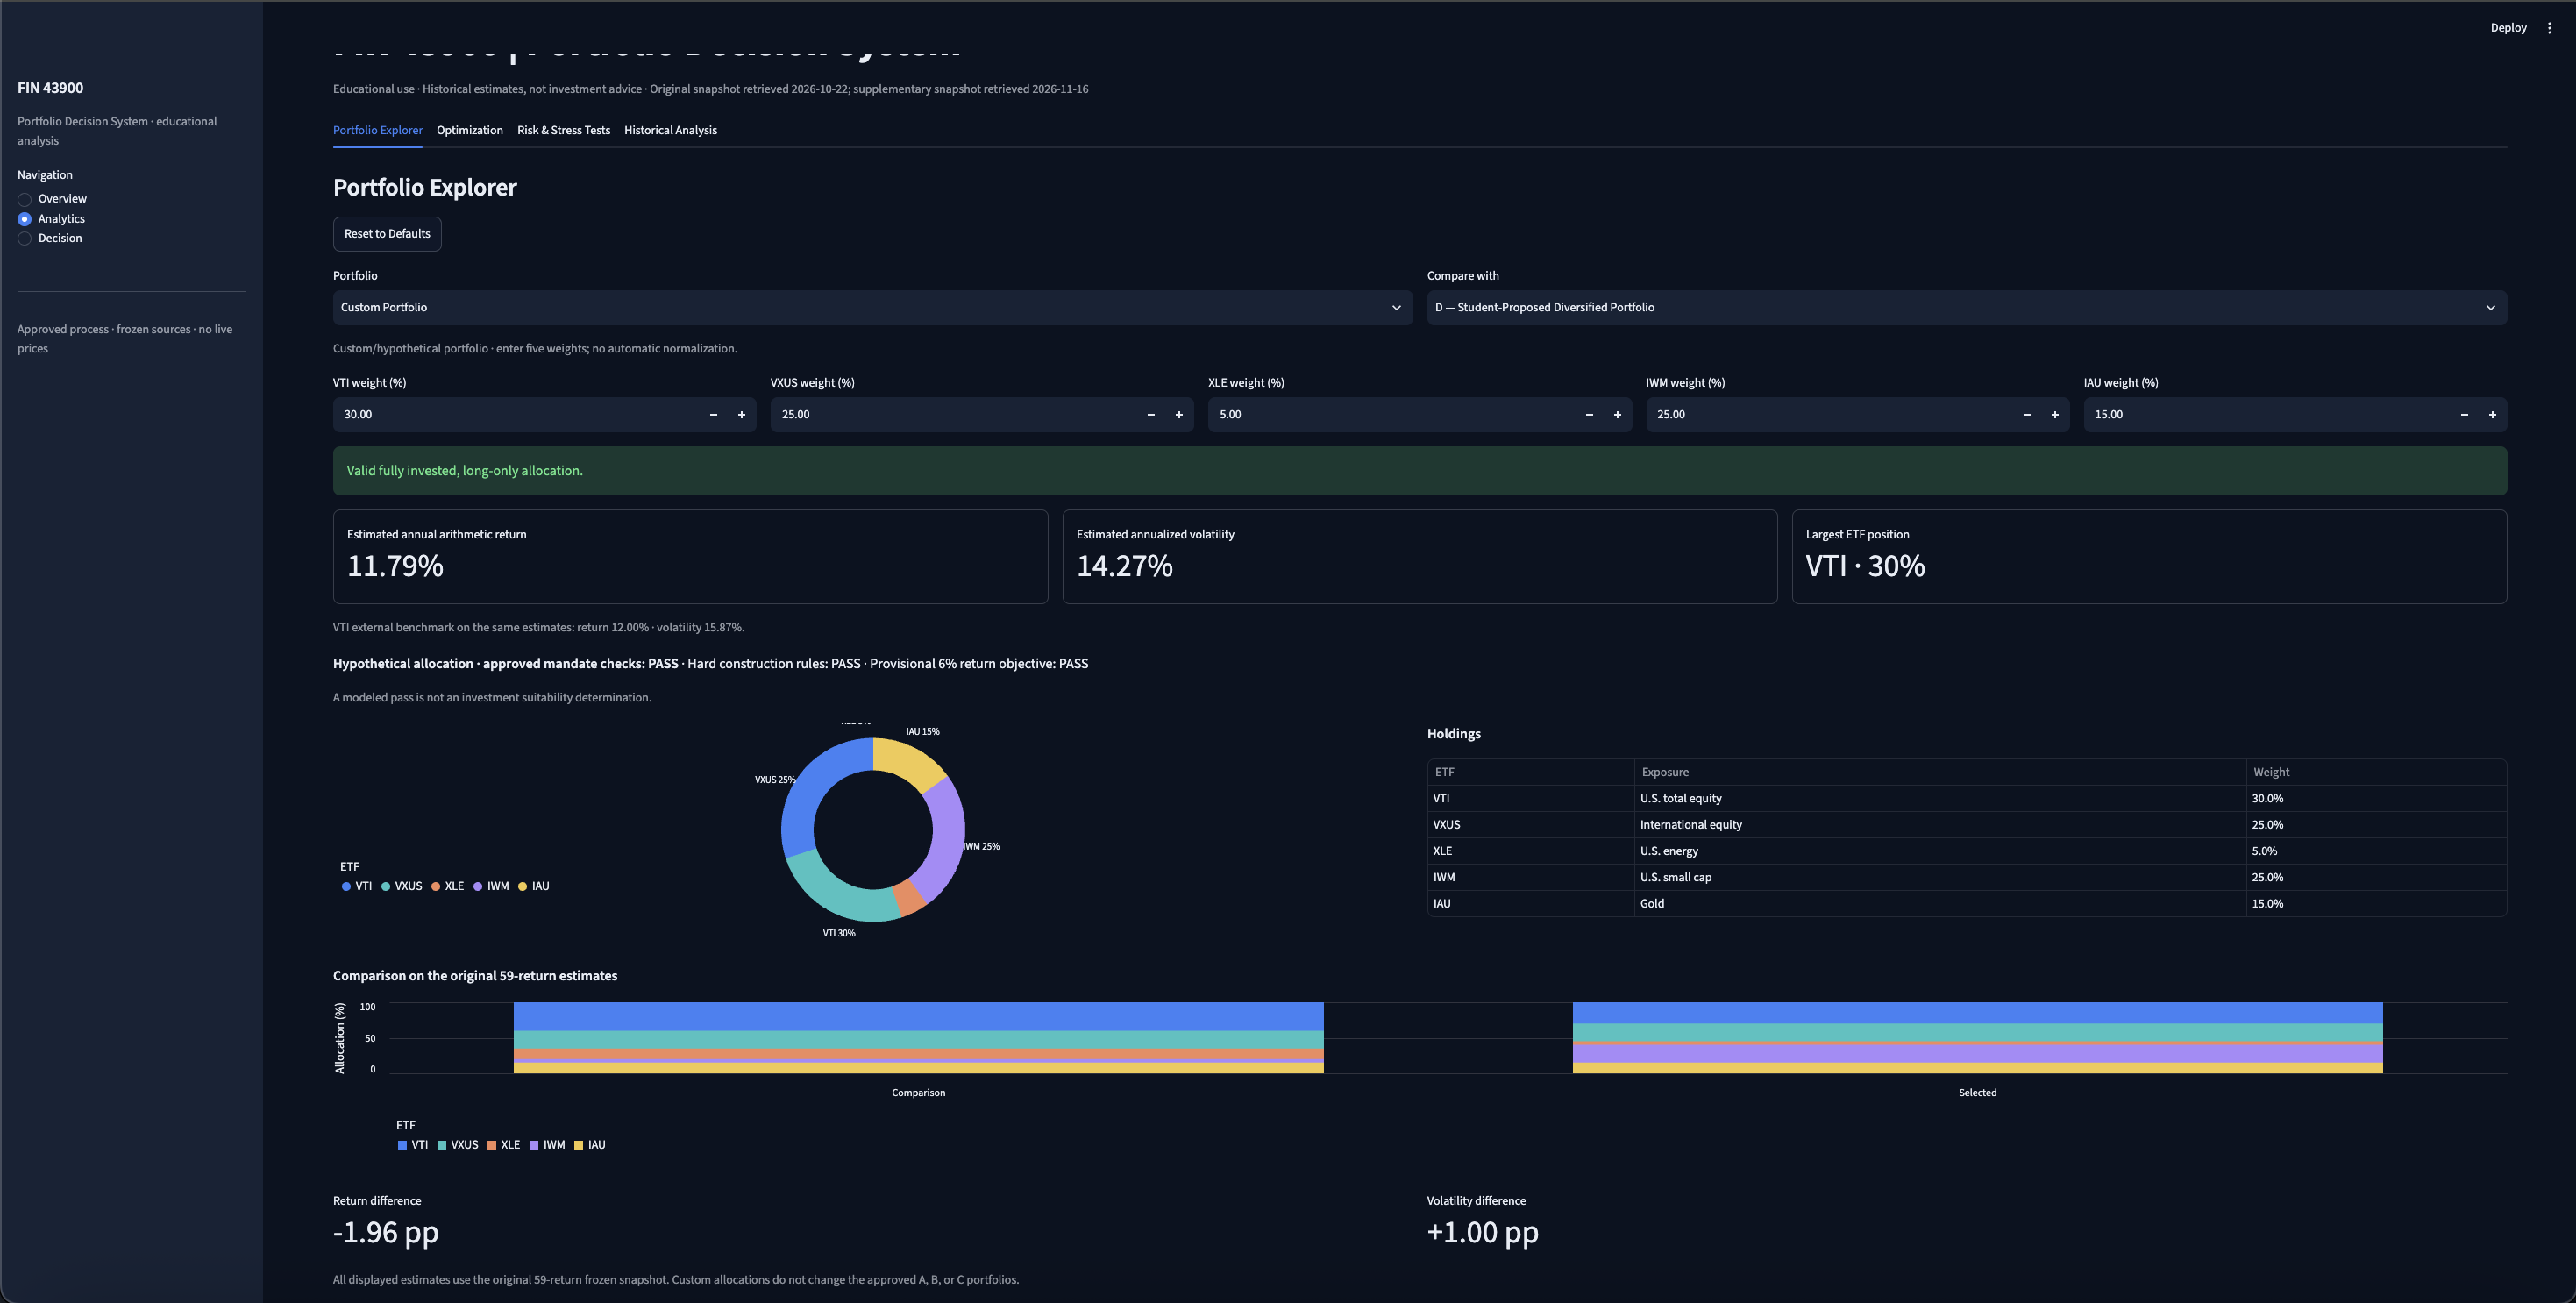 Deploy
FIN 43900
Portfolio Decision System · educational
analysis
Navigation
Overview
Analytics
Decision
Approved process · frozen sources · no live
prices
Educational use · Historical estimates, not investment advice · Original snapshot retrieved 2026-10-22; supplementary snapshot retrieved 2026-11-16
Portfolio Explorer Optimization Risk & Stress Tests Historical Analysis
Portfolio Explorer
Reset to Defaults
Portfolio Compare with
Custom Portfolio D — Student-Proposed Diversified Portfolio
Custom/hypothetical portfolio · enter five weights; no automatic normalization.
VTI weight (%) VXUS weight (%) XLE weight (%) IWM weight (%) IAU weight (%)
30.00 − + 25.00 − + 5.00 − + 25.00 − + 15.00 − +
Valid fully invested, long-only allocation.
Estimated annual arithmetic return Estimated annualized volatility Largest ETF position
11.79% 14.27% VTI · 30%
VTI external benchmark on the same estimates: return 12.00% · volatility 15.87%.
Hypothetical allocation · approved mandate checks: PASS · Hard construction rules: PASS · Provisional 6% return objective: PASS
A modeled pass is not an investment suitability determination.
IAU 15%
VXUS 25%
IWM 25%
VTI 30%
ETF
VTI VXUS XLE IWM IAU
Holdings
ETF Exposure Weight
VTI U.S. total equity 30.0%
VXUS International equity 25.0%
XLE U.S. energy 5.0%
IWM U.S. small cap 25.0%
IAU Gold 15.0%
Comparison on the original 59-return estimates
Allocation (%)
100
50
0
Comparison Selected
ETF
VTI VXUS XLE IWM IAU
Return difference Volatility difference
-1.96 pp +1.00 pp
All displayed estimates use the original 59-return frozen snapshot. Custom allocations do not change the approved A, B, or C portfolios.